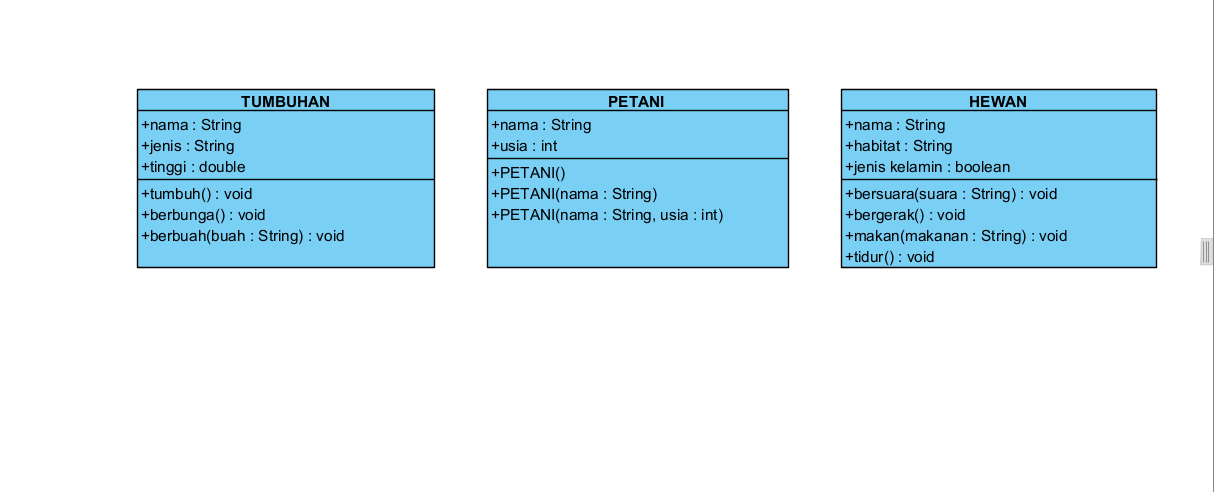 TUMBUHAN
+nama : String
+jenis : String
+tinggi : double
+tumbuh() : void
+berbunga() : void
+berbuah(buah : String) : void
PETANI
+nama : String
+usia : int
+PETANI()
+PETANI(nama : String)
+PETANI(nama : String, usia : int)
HEWAN
+nama : String
+habitat : String
+jenis kelamin : boolean
+bersuara(suara : String) : void
+bergerak() : void
+makan(makanan : String) : void
+tidur() : void